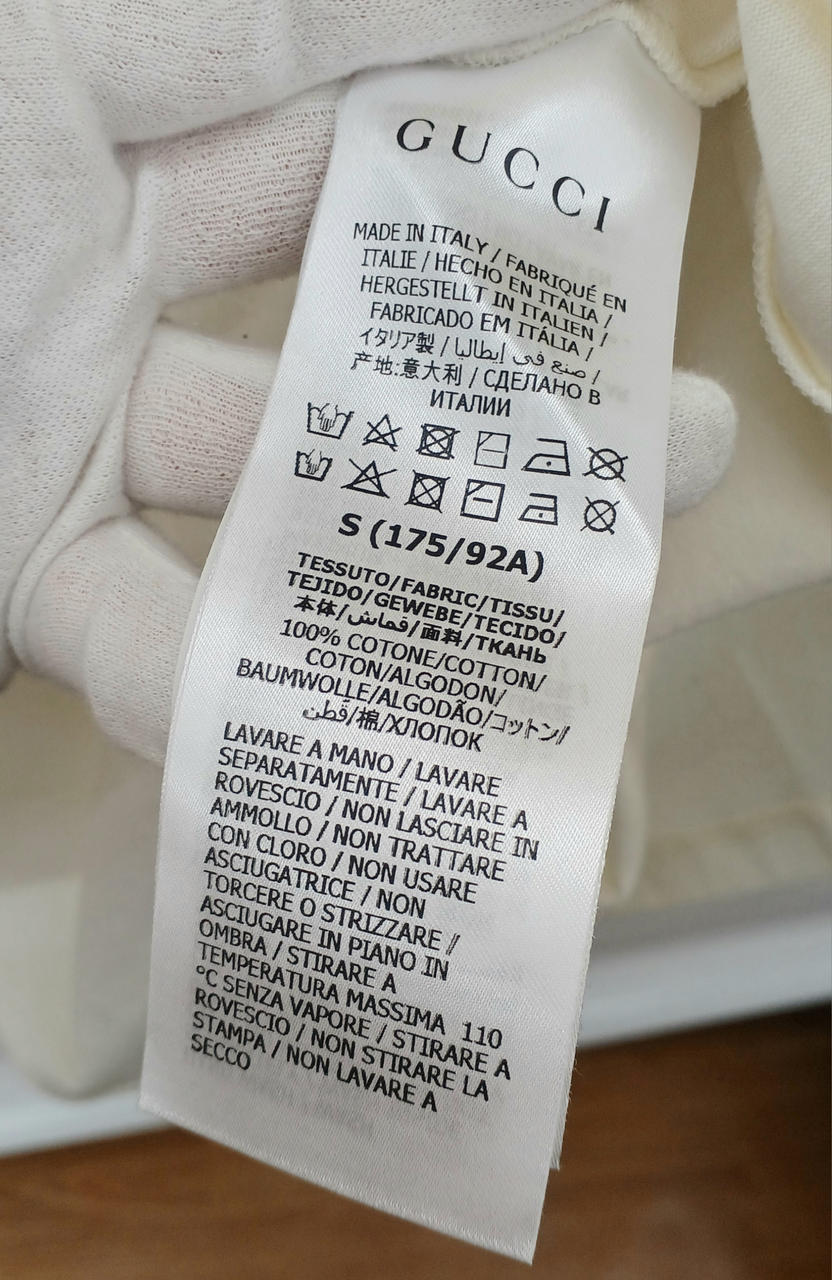 GUCCI
MADE IN ITALY / FABRIQUÉ EN
ITALIE / HECHO EN ITALIA /
HERGESTELLT IN ITALIEN /
FABRICADO EM ITÁLIA /
イタリア製 / صنع في إيطاليا /
产地:意大利 / СДЕЛАНО В
ИТАЛИИ
S (175/92A)
TESSUTO/FABRIC/TISSU/
TEJIDO/GEWEBE/TECIDO/
本体/قماش/面料/ТКАНЬ
100% COTONE/COTTON/
COTON/ALGODON/
BAUMWOLLE/ALGODÃO/コットン/
قطن/棉/ХЛОПОК
LAVARE A MANO / LAVARE
SEPARATAMENTE / LAVARE A
ROVESCIO / NON LASCIARE IN
AMMOLLO / NON TRATTARE
CON CLORO / NON USARE
ASCIUGATRICE / NON
TORCERE O STRIZZARE /
ASCIUGARE IN PIANO IN
OMBRA / STIRARE A
TEMPERATURA MASSIMA 110
°C SENZA VAPORE / STIRARE A
ROVESCIO / NON STIRARE LA
STAMPA / NON LAVARE A
SECCO